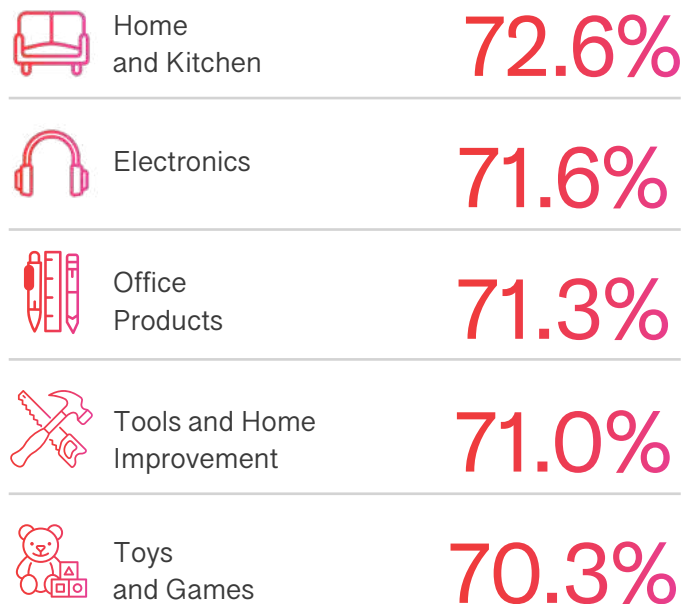 Home
and Kitchen
72.6%
Electronics
71.6%
Office
Products
71.3%
Tools and Home
Improvement
71.0%
Toys
and Games
70.3%